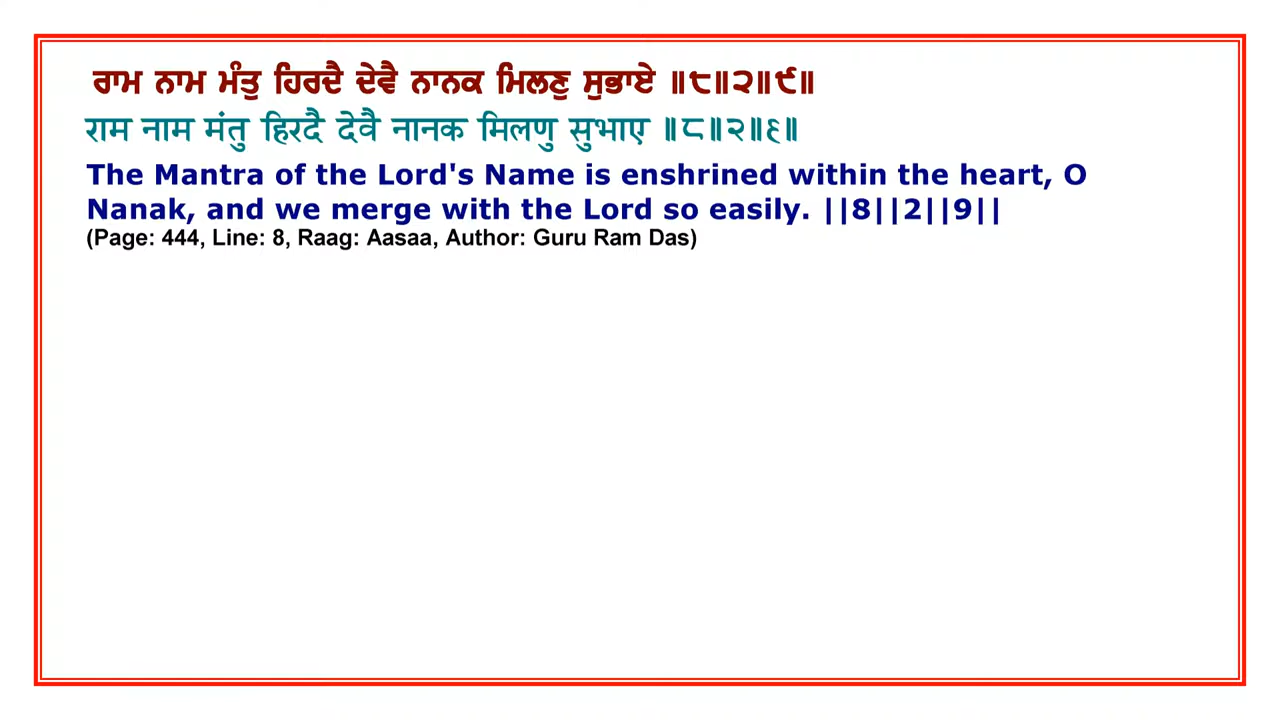 ਰਾਮ ਨਾਮ ਮੰਤੁ ਹਿਰਦੈ ਦੇਵੈ ਨਾਨਕ ਮਿਲਣੁ ਸੁਭਾਏ ॥੮॥੨॥੯॥
राम नाम मंतु हिरदै देवै नानक मिलणु सुभाए ॥८॥२॥९॥
The Mantra of the Lord's Name is enshrined within the heart, O
Nanak, and we merge with the Lord so easily. ||8||2||9||
(Page: 444, Line: 8, Raag: Aasaa, Author: Guru Ram Das)